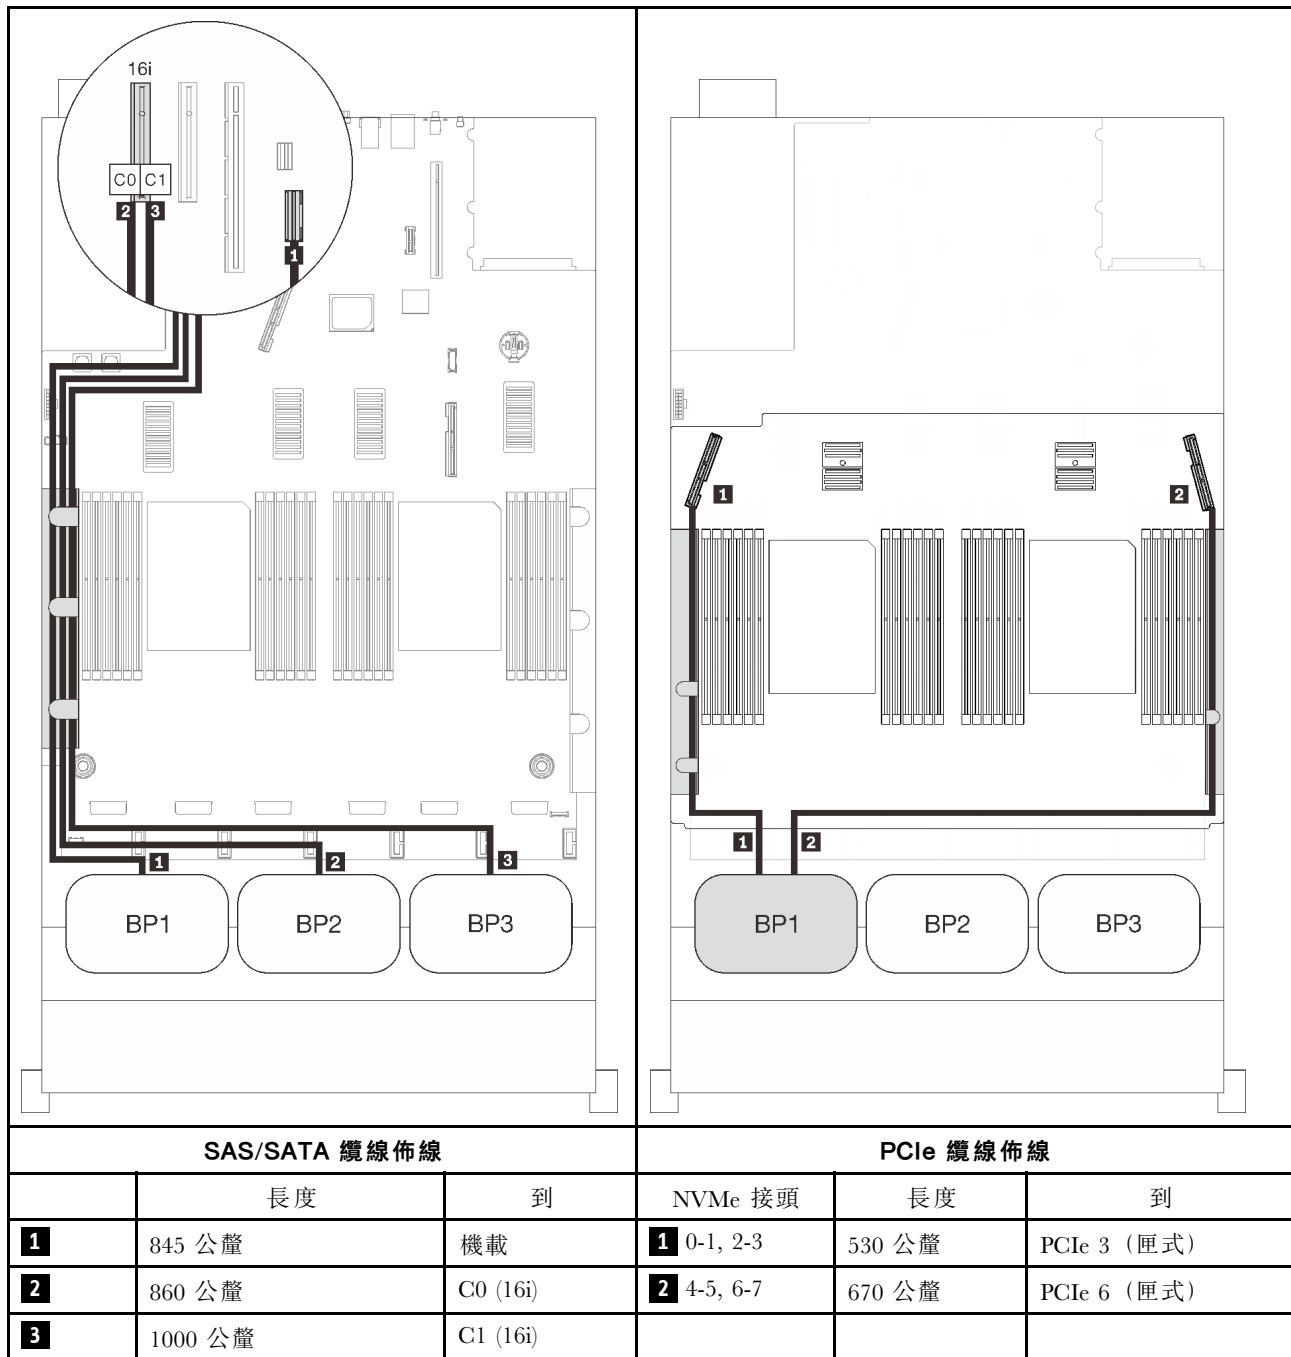 16i
C0 C1
2 3
1
1
2
3
BP1 BP2 BP3
1
2
1
2
BP1 BP2 BP3
SAS/SATA 纜線佈線 PCIe 纜線佈線
長度 到 NVMe 接頭 長度 到
1 845 公釐 機載 1 0-1, 2-3 530 公釐 PCIe 3（匣式）
2 860 公釐 C0 (16i) 2 4-5, 6-7 670 公釐 PCIe 6（匣式）
3 1000 公釐 C1 (16i)